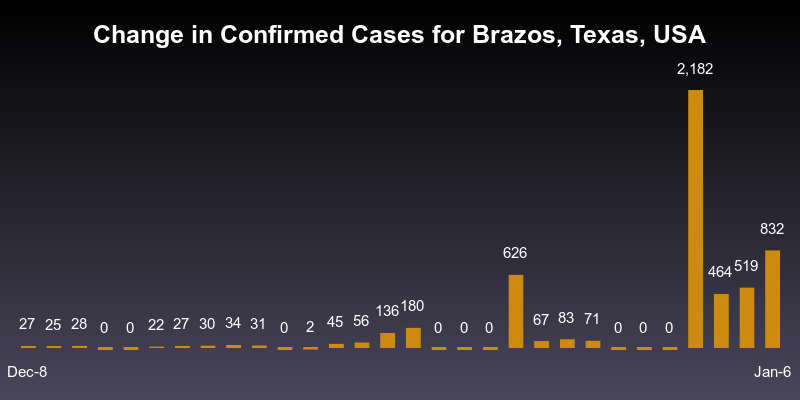 Change in Confirmed Cases for Brazos, Texas, USA
27 25 28 0 0 22 27 30 34 31 0 2 45 56 136 180 0 0 0 626 67 83 71 0 0 0 2,182 464 519 832
Dec-8 Jan-6